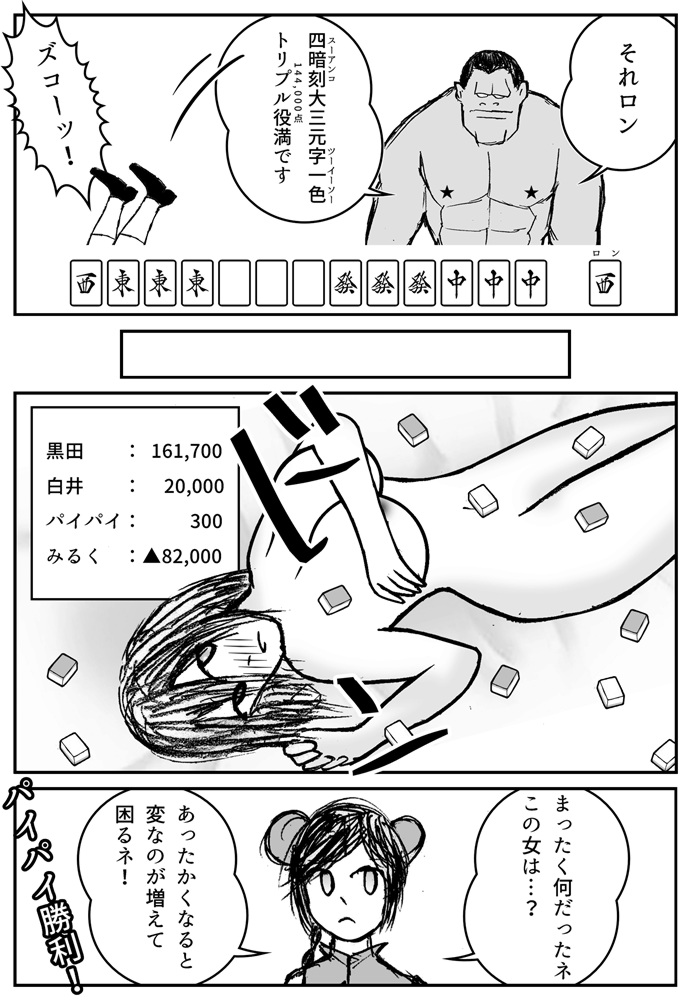 それロン
四暗刻大三元字一色
スーアンコ
ツーイーソー
144,000点
トリプル役満です
ズコーッ！
ロン
西 東 東 東 發 發 發 中 中 中 西
黒田 : 161,700
白井 : 20,000
パイパイ: 300
みるく :▲82,000
ビターン
まったく何だったネ
この女は…？
あったかくなると
変なのが増えて
困るネ！
パイパイ勝利！